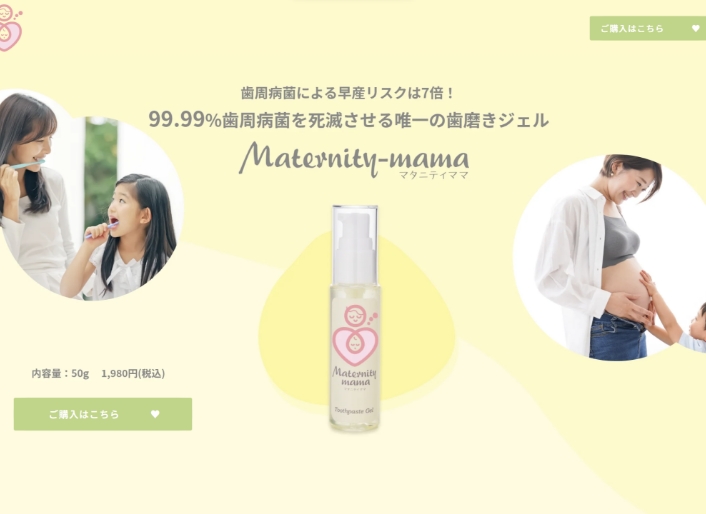 ご購入はこちら
歯周病菌による早産リスクは7倍！
99.99%歯周病菌を死滅させる唯一の歯磨きジェル
Maternity-mama
マタニティママ
Maternity
mama
Toothpaste Gel
内容量：50g 1,980円(税込)
ご購入はこちら